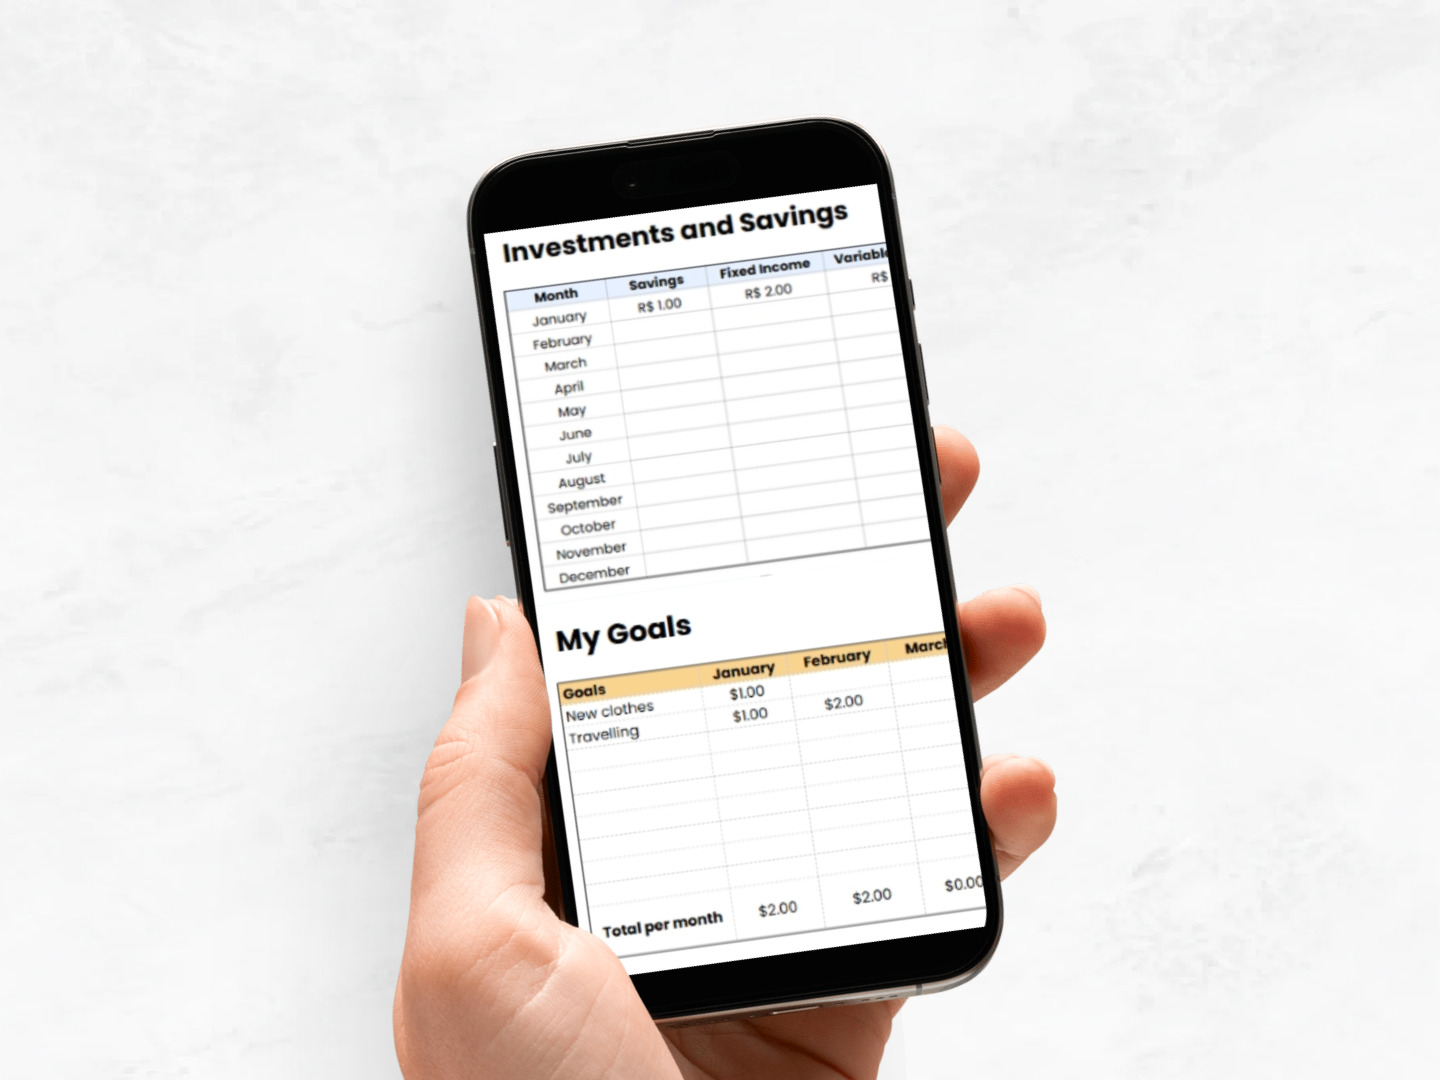 Investments and Savings
Month Savings Fixed Income Variable
January R$ 1.00 R$ 2.00 R$
February
March
April
May
June
July
August
September
October
November
December
My Goals
Goals January February March
New clothes $1.00
Travelling $1.00 $2.00
Total per month $2.00 $2.00 $0.00